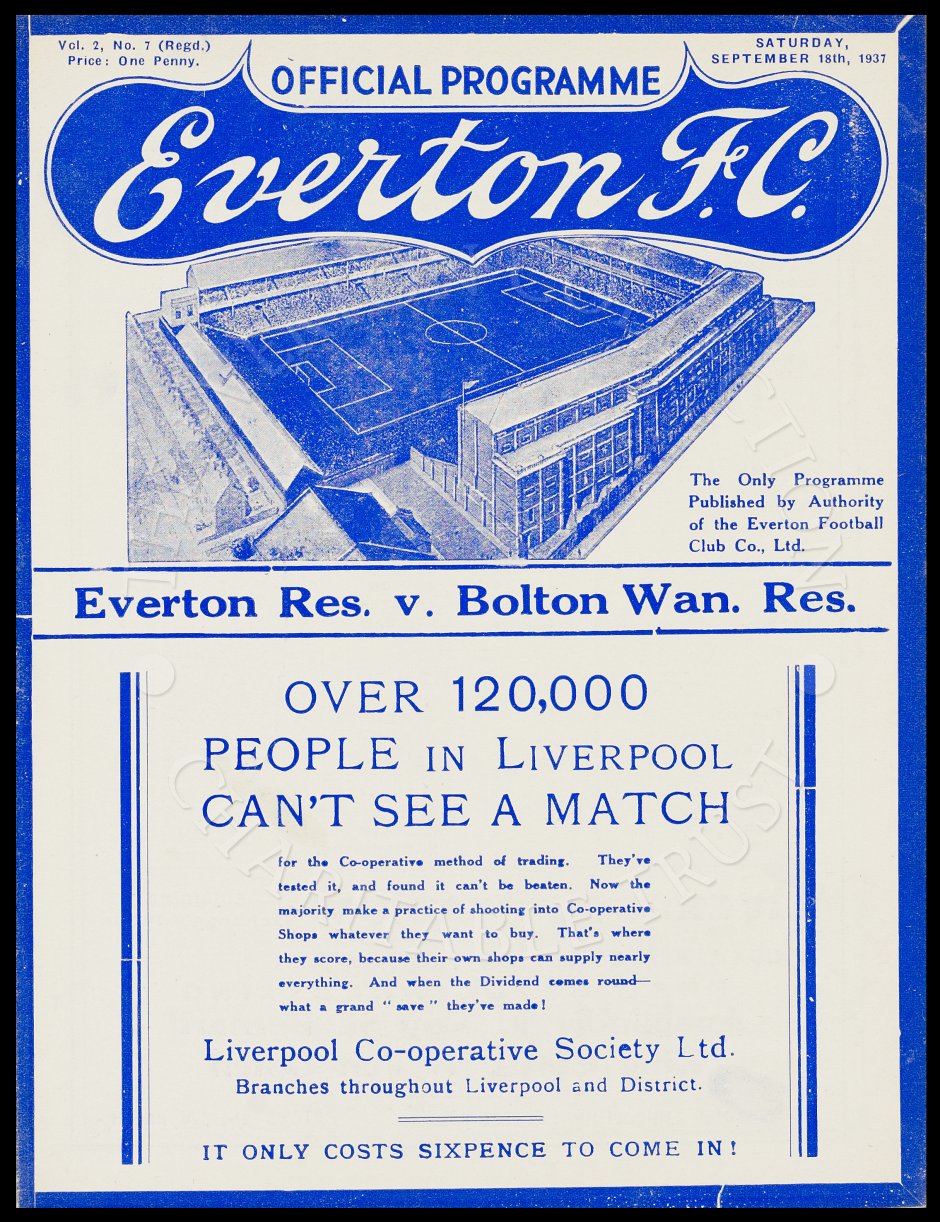 Vol. 2, No. 7 (Regd.)
Price: One Penny.
SATURDAY,
SEPTEMBER 18th, 1937
OFFICIAL PROGRAMME
Everton F.C.
The Only Programme
Published by Authority
of the Everton Football
Club Co., Ltd.
Everton Res. v. Bolton Wan. Res.
OVER 120,000
PEOPLE IN LIVERPOOL
CAN'T SEE A MATCH
for the Co-operative method of trading. They've
tested it, and found it can't be beaten. Now the
majority make a practice of shooting into Co-operative
Shops whatever they want to buy. That's where
they score, because their own shops can supply nearly
everything. And when the Dividend comes round—
what a grand "save" they've made!
Liverpool Co-operative Society Ltd.
Branches throughout Liverpool and District.
IT ONLY COSTS SIXPENCE TO COME IN!
CHARITABLE TRUST